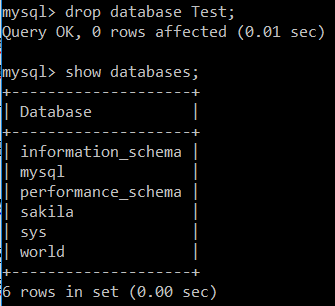 mysql> drop database Test;
Query OK, 0 rows affected (0.01 sec)
mysql> show databases;
+--------------------+
| Database           |
+--------------------+
| information_schema |
| mysql              |
| performance_schema |
| sakila             |
| sys                |
| world              |
+--------------------+
6 rows in set (0.00 sec)